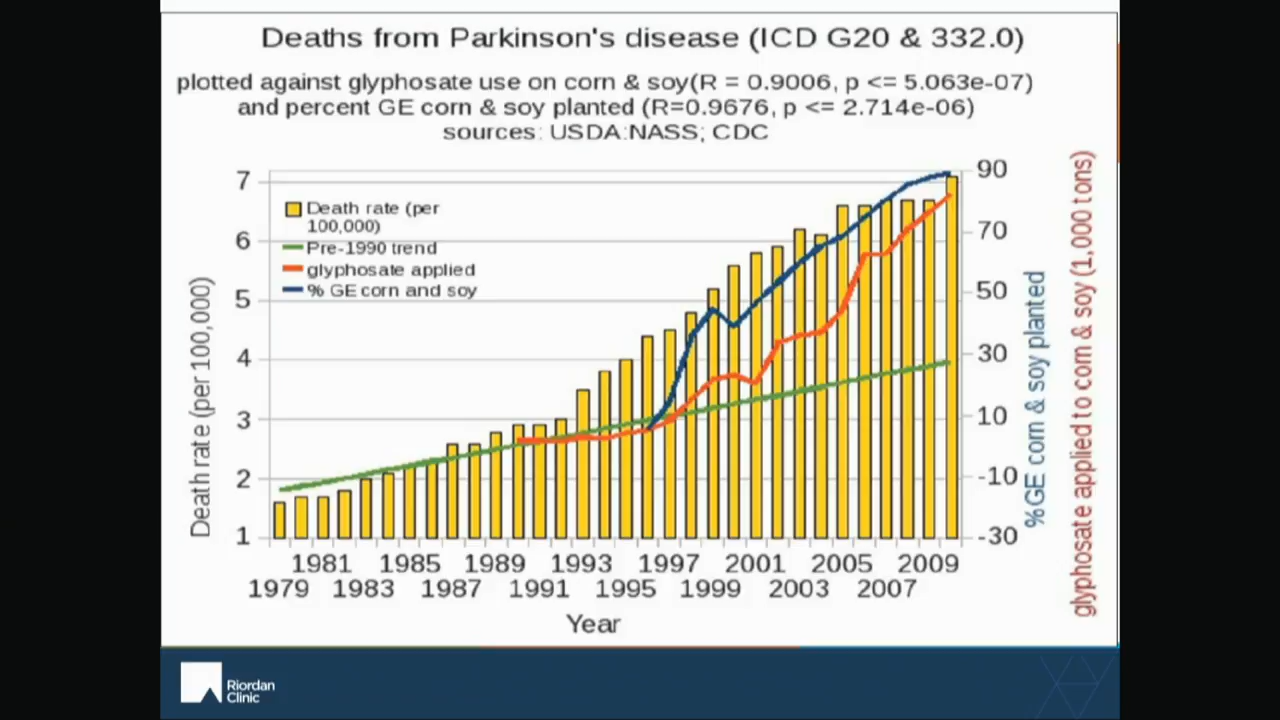 Deaths from Parkinson's disease (ICD G20 & 332.0)
plotted against glyphosate use on corn & soy(R = 0.9006, p <= 5.063e-07)
and percent GE corn & soy planted (R=0.9676, p <= 2.714e-06)
sources: USDA:NASS; CDC
Death rate (per
100,000)
Pre-1990 trend
glyphosate applied
% GE corn and soy
Death rate (per 100,000)
7
6
5
4
3
2
1
90
70
50
30
10
-10
-30
%GE corn & soy planted
glyphosate applied to corn & soy (1,000 tons)
1981 1985 1989 1993 1997 2001 2005 2009
1979 1983 1987 1991 1995 1999 2003 2007
Year
Riordan
Clinic